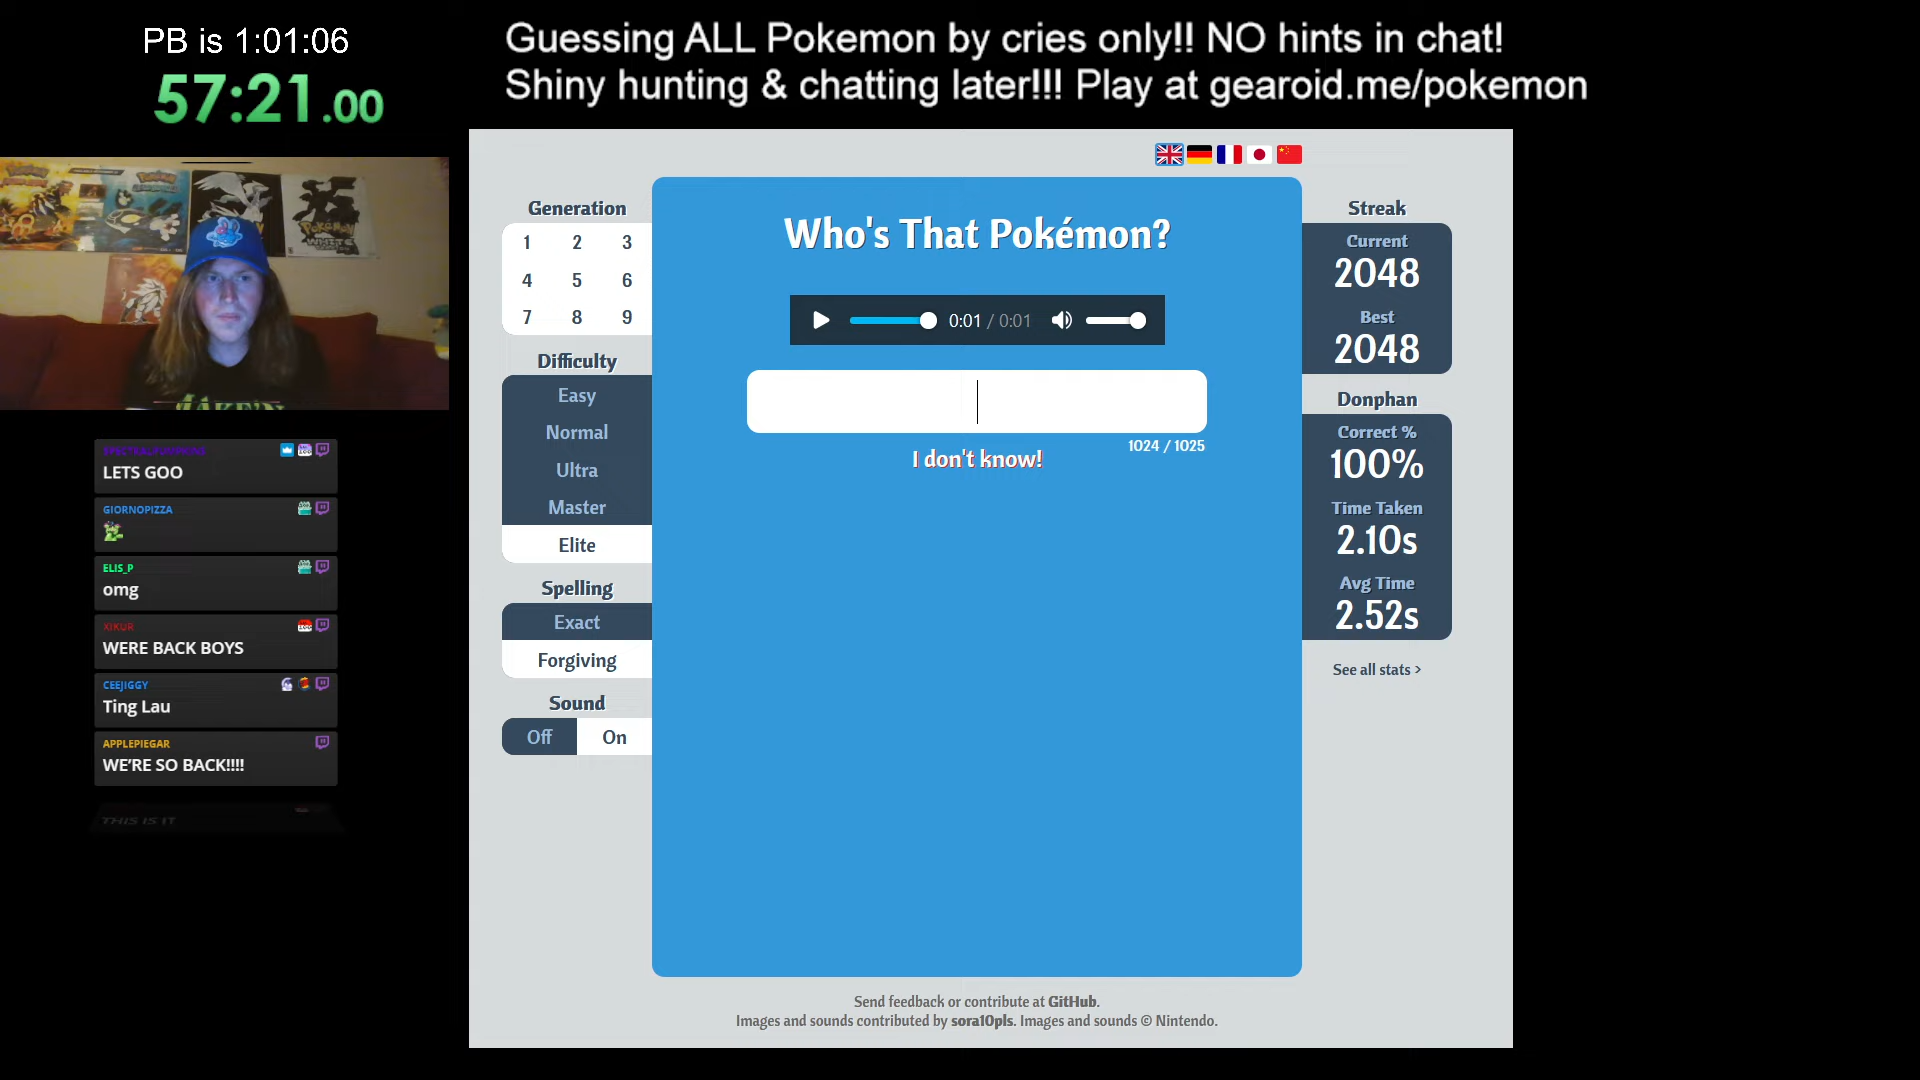 PB is 1:01:06
57:21.00
Guessing ALL Pokemon by cries only!! NO hints in chat!
Shiny hunting & chatting later!!! Play at gearoid.me/pokemon
LETS GOO
GIORNOPIZZA
ELIS_P
omg
XIKUR
WERE BACK BOYS
CEEJIGGY
Ting Lau
APPLEPIEGAR
WE'RE SO BACK!!!!
THIS IS IT
Generation
1 2 3
4 5 6
7 8 9
Difficulty
Easy
Normal
Ultra
Master
Elite
Spelling
Exact
Forgiving
Sound
Off On
Who's That Pokémon?
0:01 / 0:01
1024 / 1025
I don't know!
Streak
Current
2048
Best
2048
Donphan
Correct %
100%
Time Taken
2.10s
Avg Time
2.52s
See all stats >
Send feedback or contribute at GitHub.
Images and sounds contributed by sora10pls. Images and sounds © Nintendo.